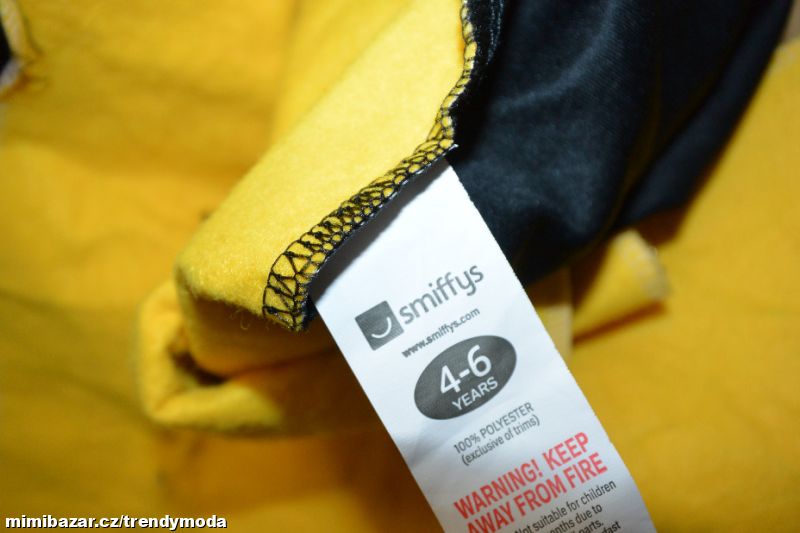 smiffys
www.smiffys.com
4-6
YEARS
100% POLYESTER
(exclusive of trims)
WARNING! KEEP
AWAY FROM FIRE
Not suitable for children
months due to
parts.
fast
mimibazar.cz/trendymoda